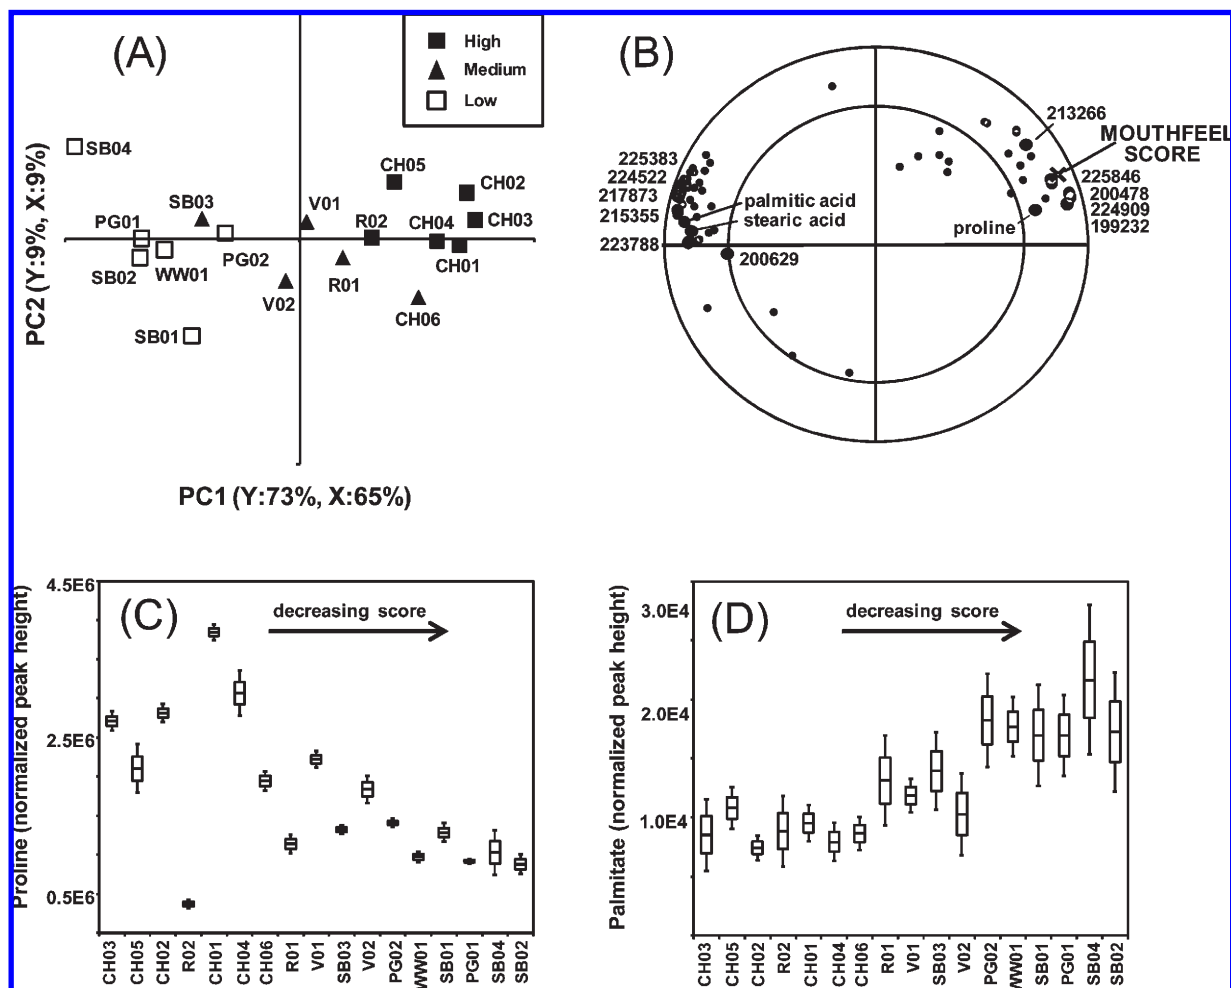 (A)
High
Medium
Low
SB04
CH05
CH02
SB03
V01
PG01
R02
CH04
CH03
SB02
WW01
PG02
CH01
V02
R01
SB01
CH06
PC2 (Y:9%, X:9%)
PC1 (Y:73%, X:65%)
(B)
213266
MOUTHFEEL
SCORE
225383
224522
217873
215355
223788
palmitic acid
stearic acid
225846
200478
224909
199232
proline
200629
(C)
decreasing score
Proline (normalized peak height)
4.5E6
2.5E6
0.5E6
CH03
CH05
CH02
R02
CH01
CH04
CH06
R01
V01
SB03
V02
PG02
WW01
SB01
PG01
SB04
SB02
(D)
decreasing score
Palmitate (normalized peak height)
3.0E4
2.0E4
1.0E4
CH03
CH05
CH02
R02
CH01
CH04
CH06
R01
V01
SB03
V02
PG02
WW01
SB01
PG01
SB04
SB02